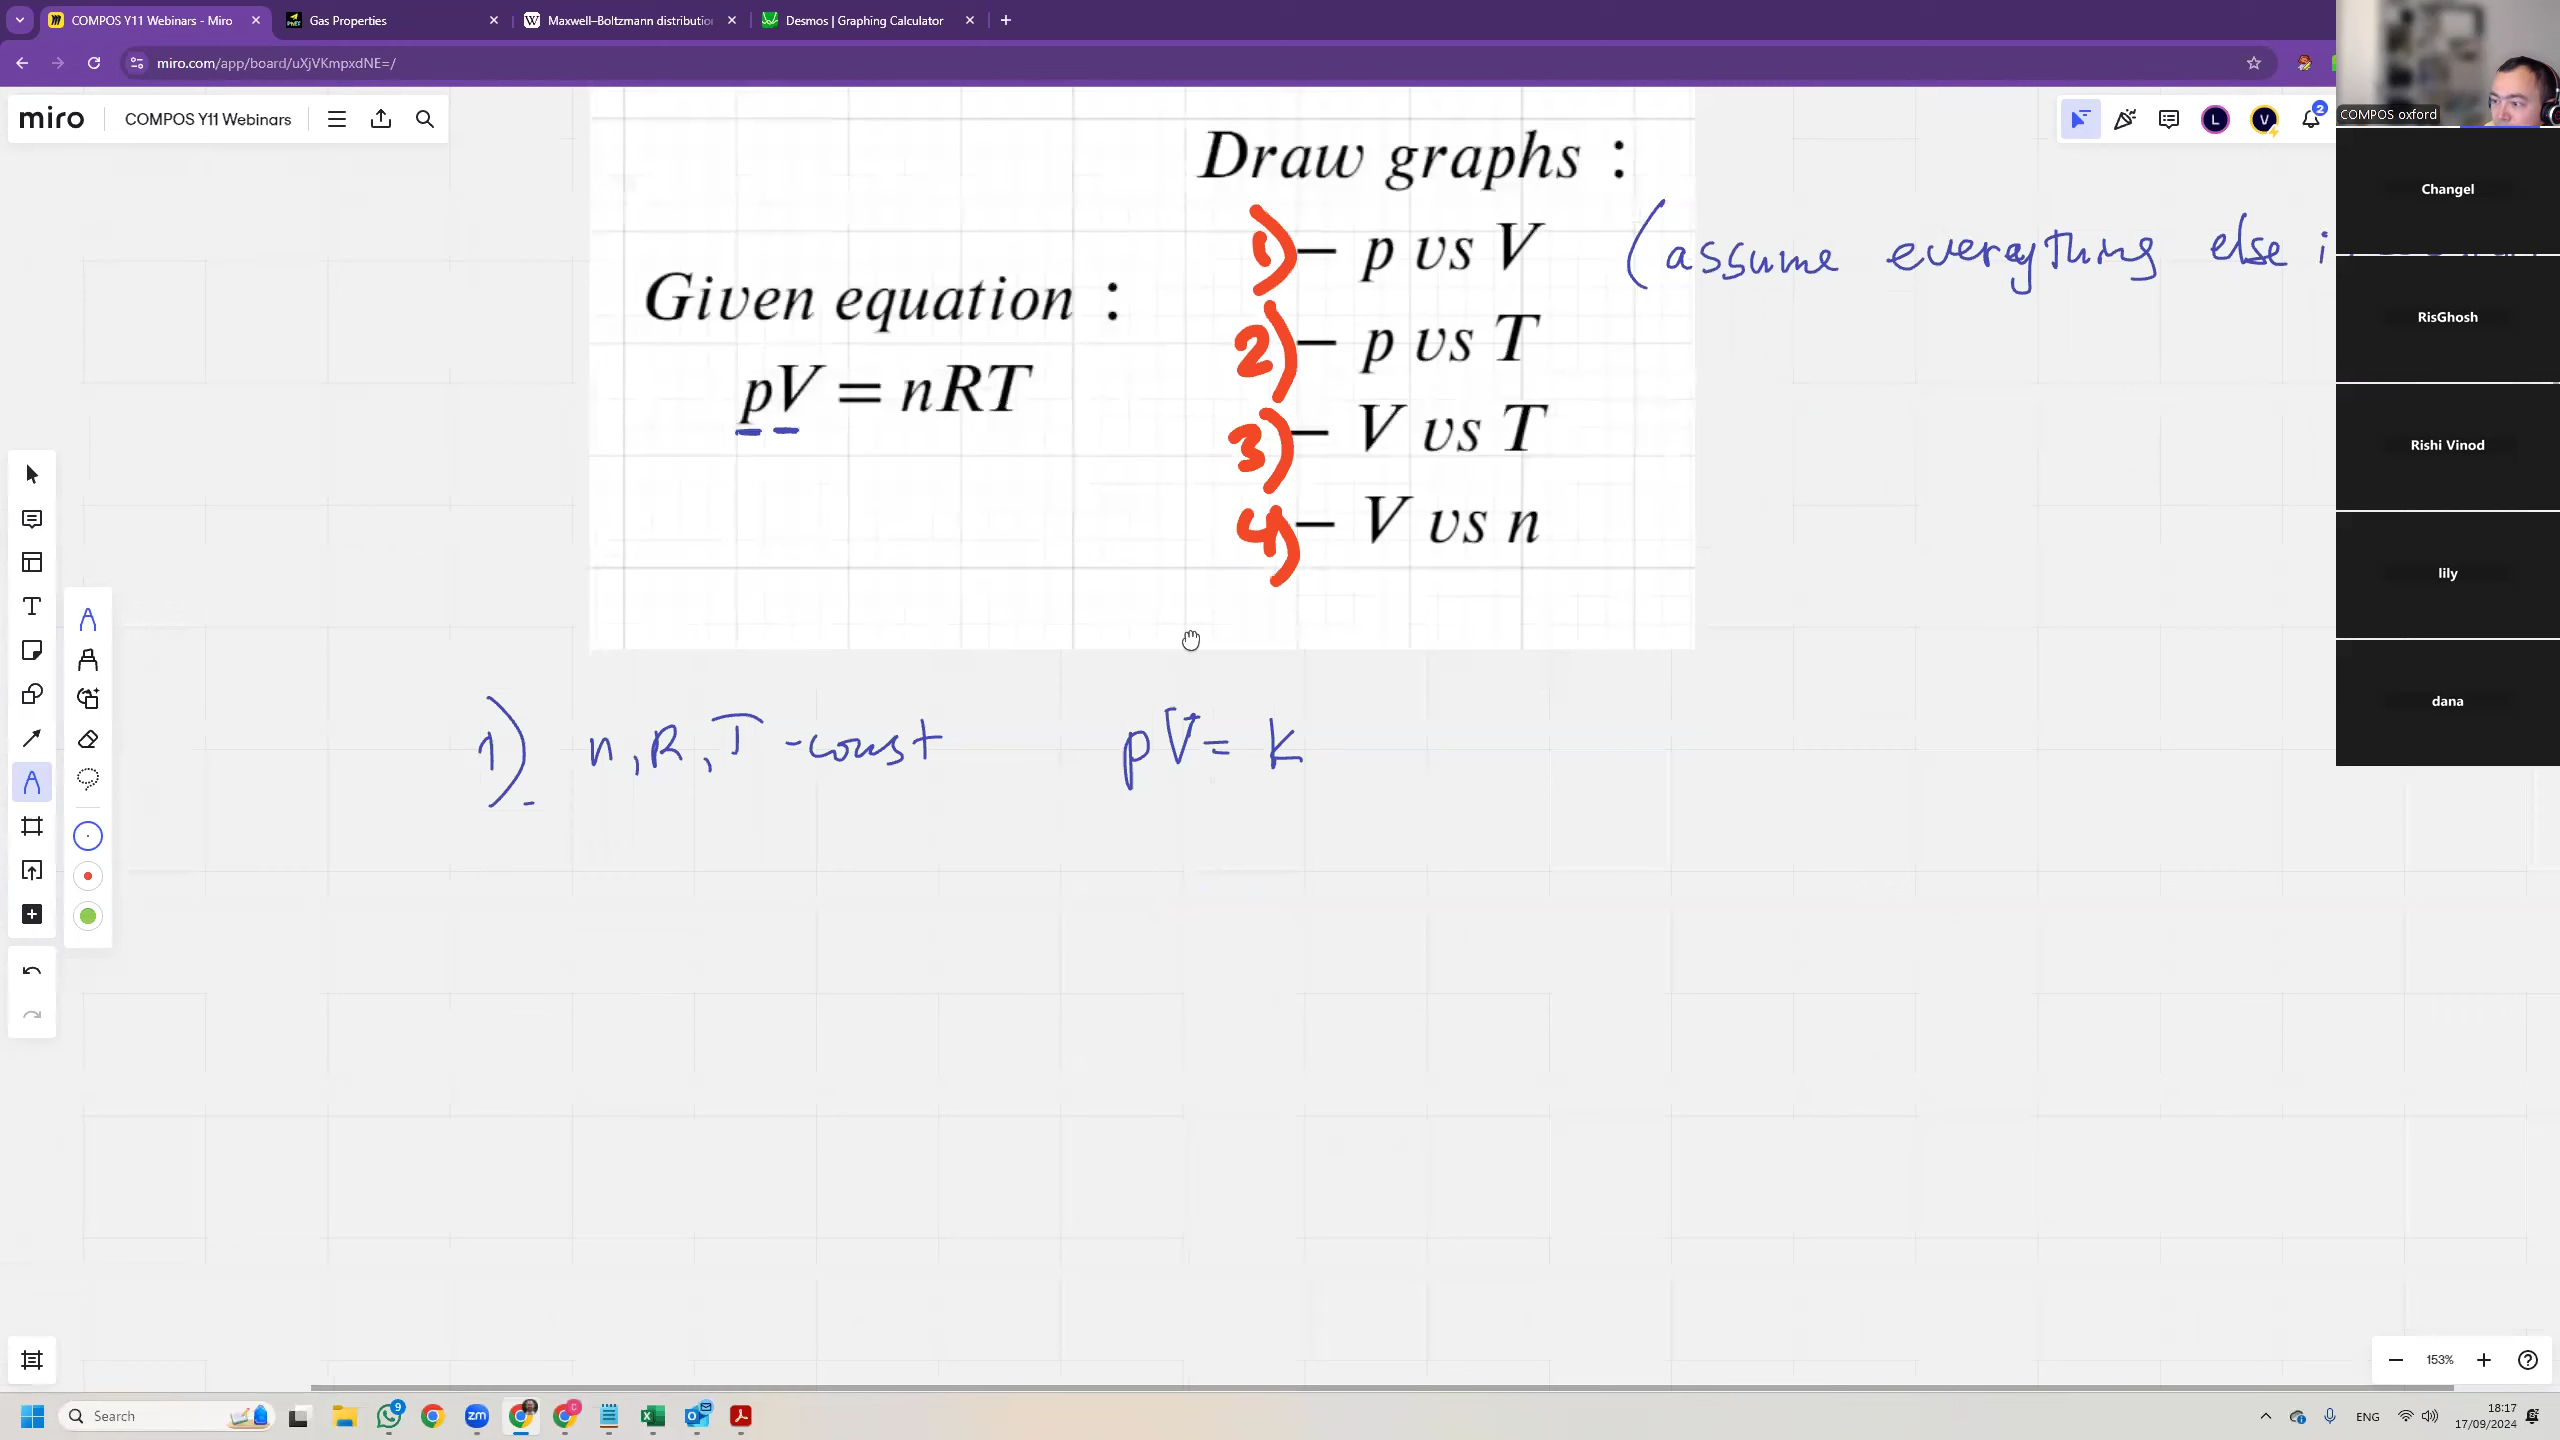 COMPOS Y11 Webinars - Miro
Gas Properties
Maxwell–Boltzmann distributio
Desmos | Graphing Calculator
miro.com/app/board/uXjVKmpxdNE=/
miro
COMPOS Y11 Webinars
L
V
2
COMPOS oxford
Changel
RisGhosh
Rishi Vinod
lily
dana
Given equation :
pV = nRT
Draw graphs :
1) – p vs V (assume everything else i
2) – p vs T
3) – V vs T
4) – V vs n
1) n, R, T - const pV = k
153%
Search
9
zm
ENG
18:17
17/09/2024